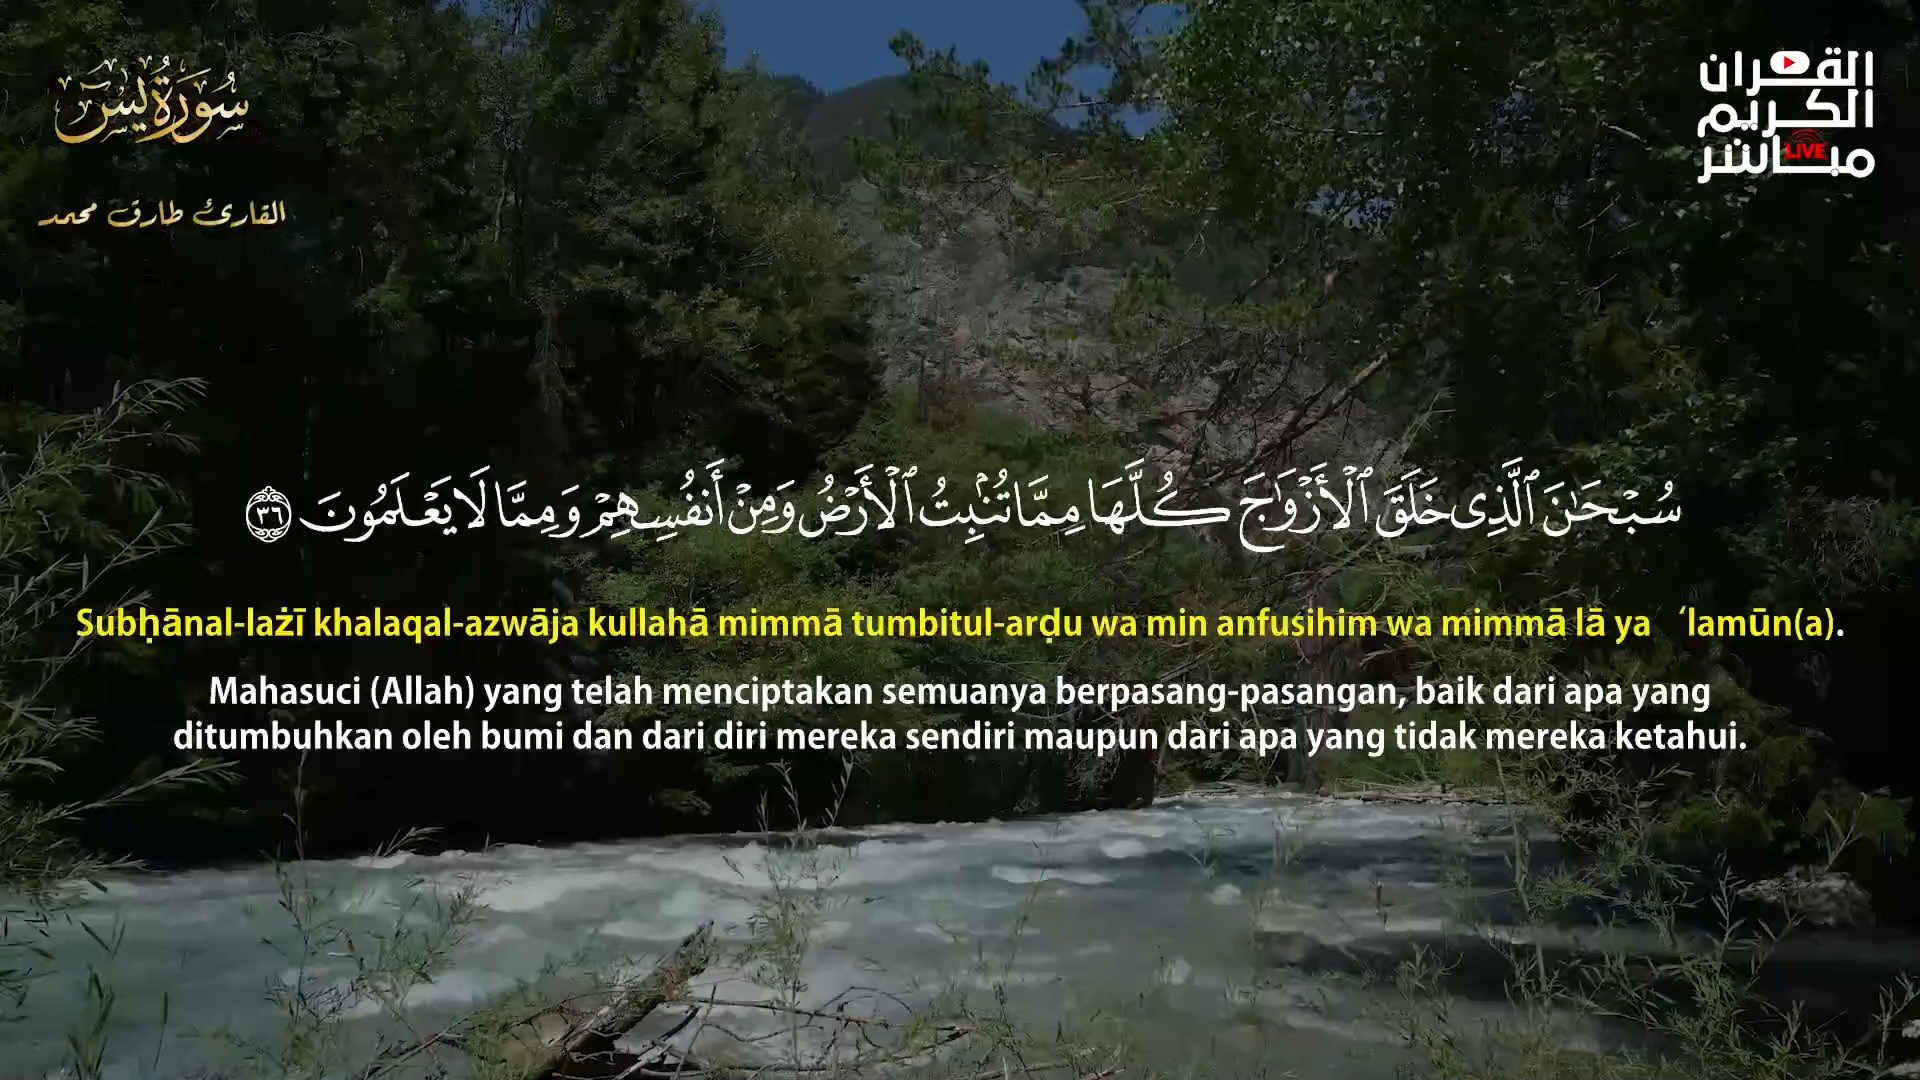 سُورَةُ يسٓ
القارئ طارق محمد
القران
الكريم
مباشر
LIVE
سُبْحَٰنَ ٱلَّذِى خَلَقَ ٱلْأَزْوَٰجَ كُلَّهَا مِمَّا تُنۢبِتُ ٱلْأَرْضُ وَمِنْ أَنفُسِهِمْ وَمِمَّا لَا يَعْلَمُونَ ٣٦
Subḥānal-lażī khalaqal-azwāja kullahā mimmā tumbitul-arḍu wa min anfusihim wa mimmā lā ya ‘lamūn(a).
Mahasuci (Allah) yang telah menciptakan semuanya berpasang-pasangan, baik dari apa yang
ditumbuhkan oleh bumi dan dari diri mereka sendiri maupun dari apa yang tidak mereka ketahui.